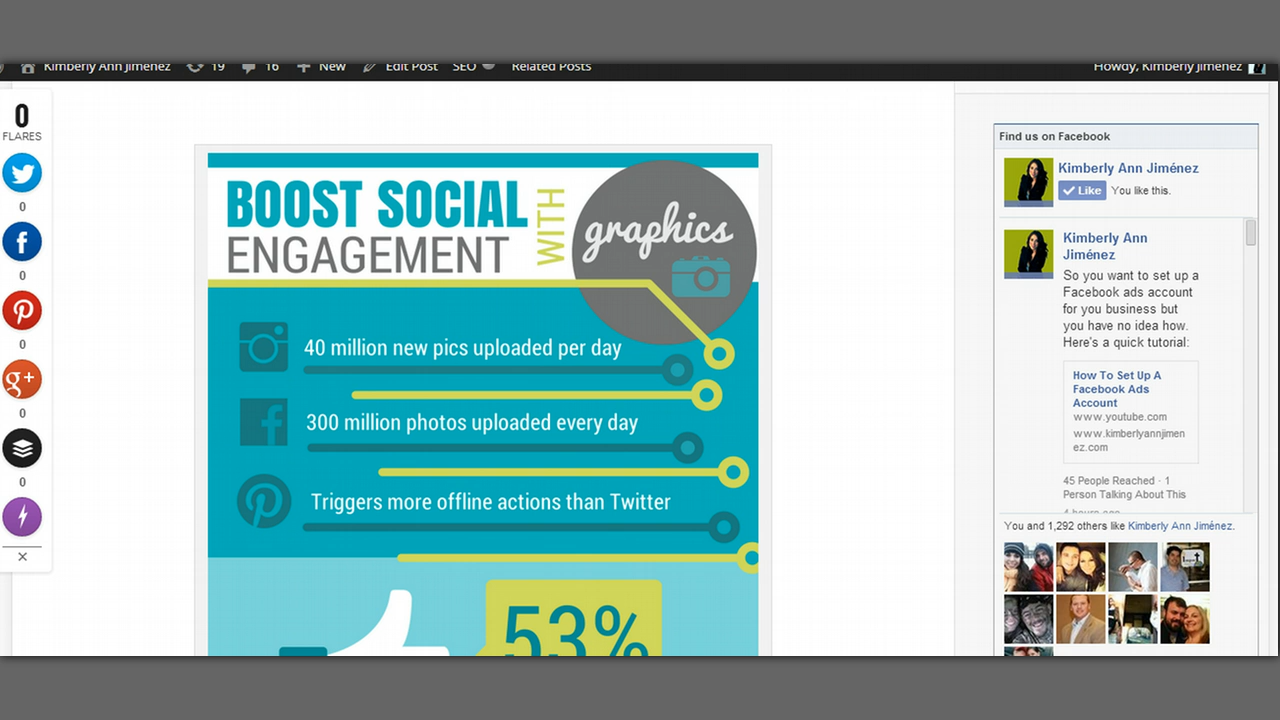 Kimberly Ann Jimenez 19 16 New Edit Post SEO Related Posts Howdy, Kimberly Jimenez
0
FLARES
0
0
0
0
0
BOOST SOCIAL
ENGAGEMENT
WITH
graphics
40 million new pics uploaded per day
300 million photos uploaded every day
Triggers more offline actions than Twitter
53%
Find us on Facebook
Kimberly Ann Jiménez
Like You like this.
Kimberly Ann
Jiménez
So you want to set up a
Facebook ads account
for you business but
you have no idea how.
Here's a quick tutorial:
How To Set Up A
Facebook Ads
Account
www.youtube.com
www.kimberlyannjimen
ez.com
45 People Reached · 1
Person Talking About This
4 hours ago
You and 1,292 others like Kimberly Ann Jiménez.